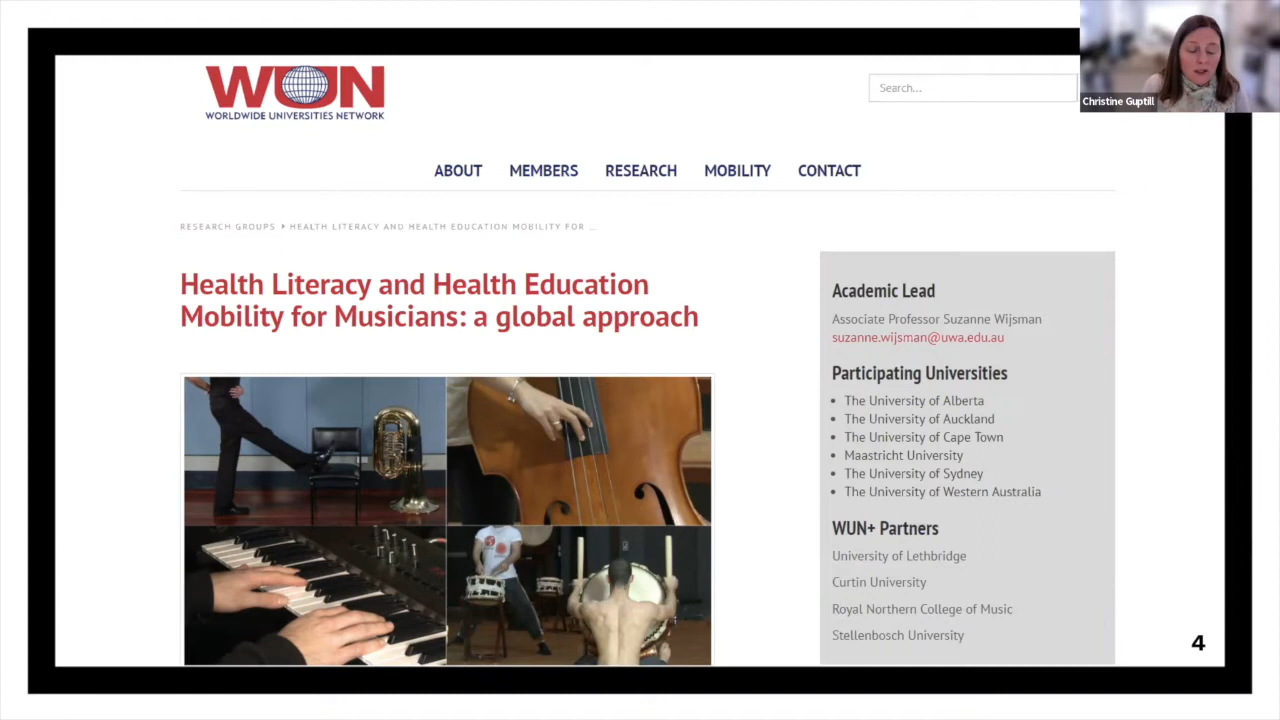 WUN
WORLDWIDE UNIVERSITIES NETWORK
Search...
Christine Guptill
ABOUT MEMBERS RESEARCH MOBILITY CONTACT
RESEARCH GROUPS HEALTH LITERACY AND HEALTH EDUCATION MOBILITY FOR ...
Health Literacy and Health Education
Mobility for Musicians: a global approach
Academic Lead
Associate Professor Suzanne Wijsman
suzanne.wijsman@uwa.edu.au
Participating Universities
• The University of Alberta
• The University of Auckland
• The University of Cape Town
• Maastricht University
• The University of Sydney
• The University of Western Australia
WUN+ Partners
University of Lethbridge
Curtin University
Royal Northern College of Music
Stellenbosch University
4